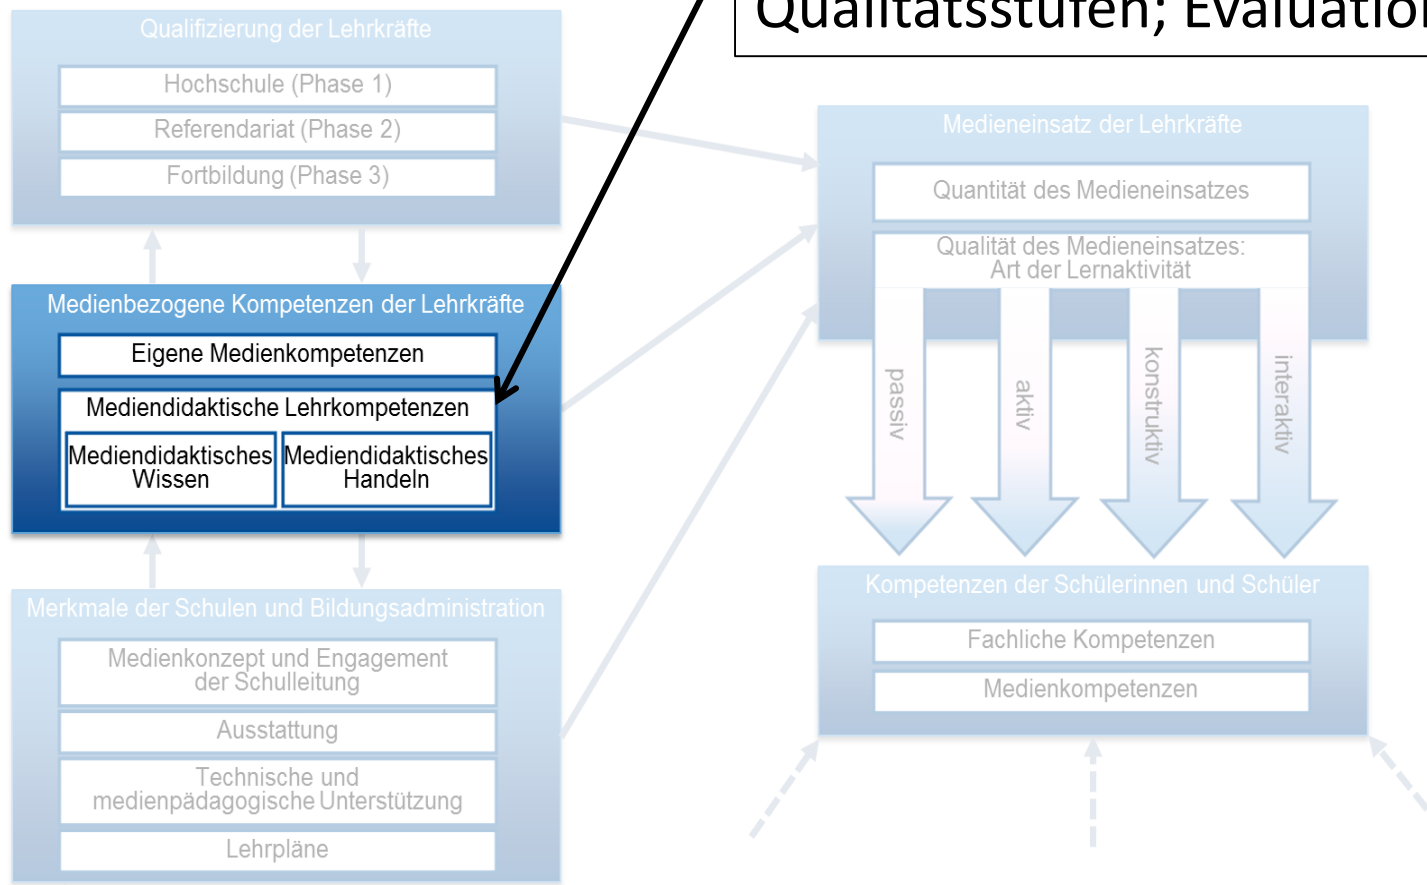 Qualitätsstufen; Evaluation
Qualifizierung der Lehrkräfte
Hochschule (Phase 1)
Referendariat (Phase 2)
Fortbildung (Phase 3)
Medienbezogene Kompetenzen der Lehrkräfte
Eigene Medienkompetenzen
Mediendidaktische Lehrkompetenzen
Mediendidaktisches
Wissen
Mediendidaktisches
Handeln
Merkmale der Schulen und Bildungsadministration
Medienkonzept und Engagement
der Schulleitung
Ausstattung
Technische und
medienpädagogische Unterstützung
Lehrpläne
Medieneinsatz der Lehrkräfte
Quantität des Medieneinsatzes
Qualität des Medieneinsatzes:
Art der Lernaktivität
passiv
aktiv
konstruktiv
interaktiv
Kompetenzen der Schülerinnen und Schüler
Fachliche Kompetenzen
Medienkompetenzen